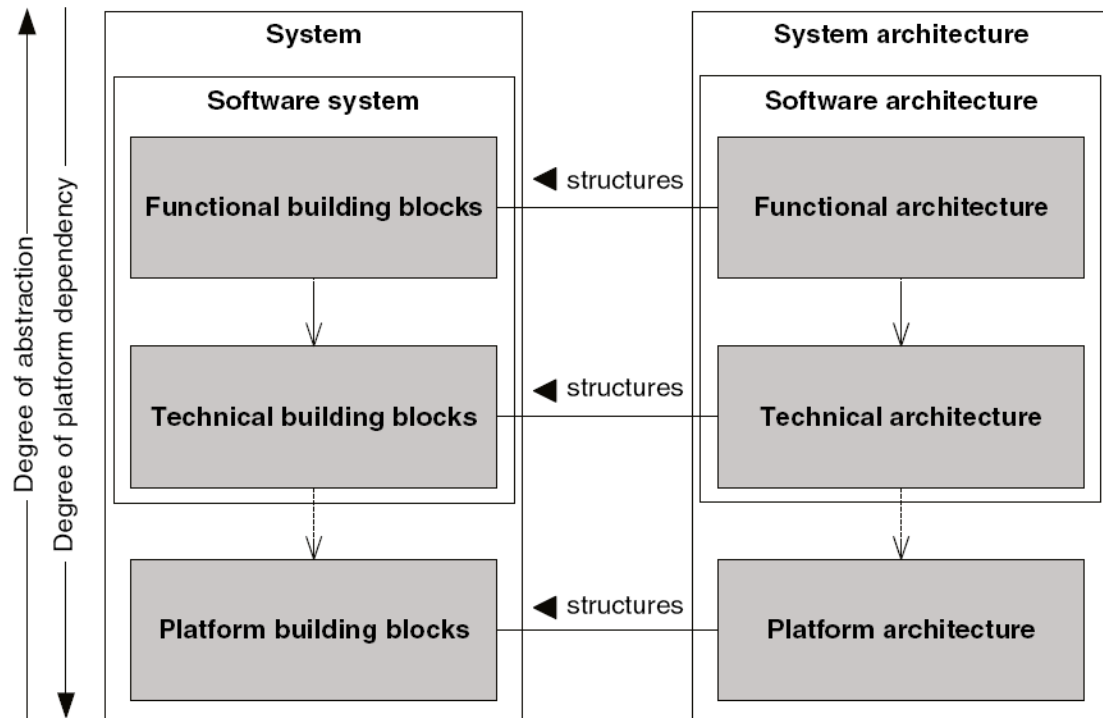 System
System architecture
Software system
Software architecture
Functional building blocks
structures
Functional architecture
Technical building blocks
structures
Technical architecture
Platform building blocks
structures
Platform architecture
Degree of abstraction
Degree of platform dependency